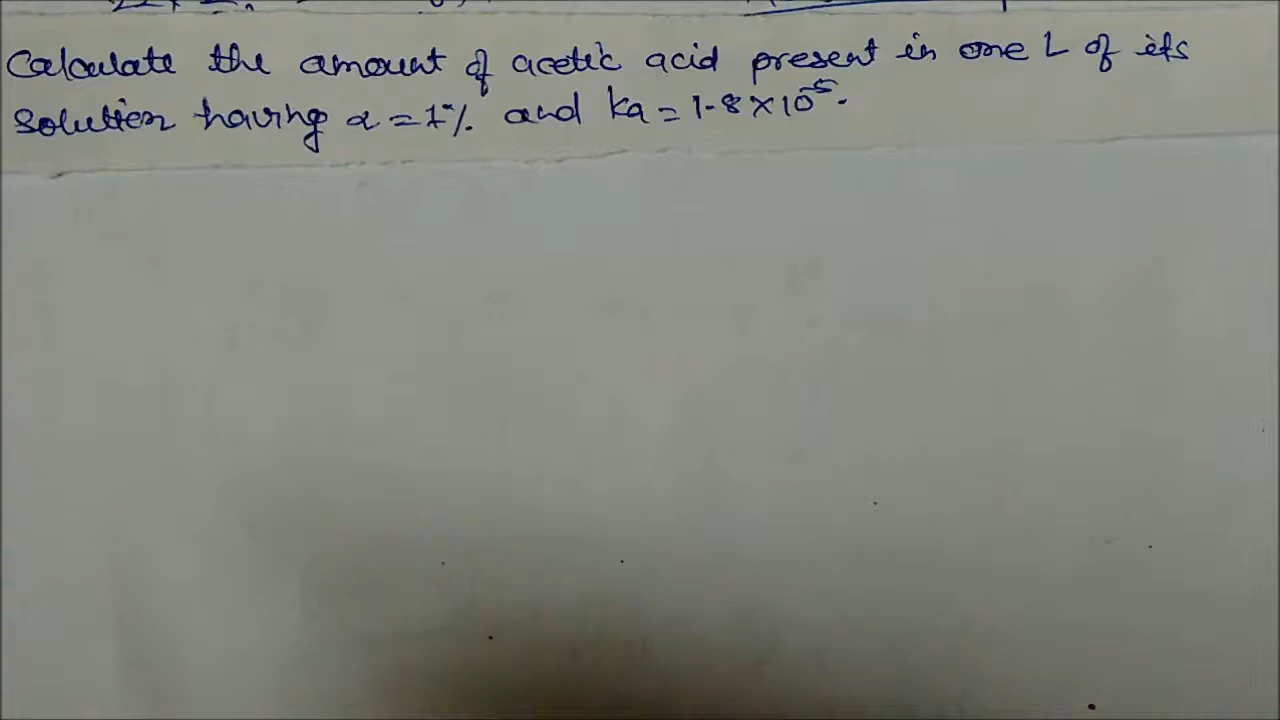 Calculate the amount of acetic acid present in one L of its
solution having α = 1% and ka = 1.8 × 10⁻⁵.